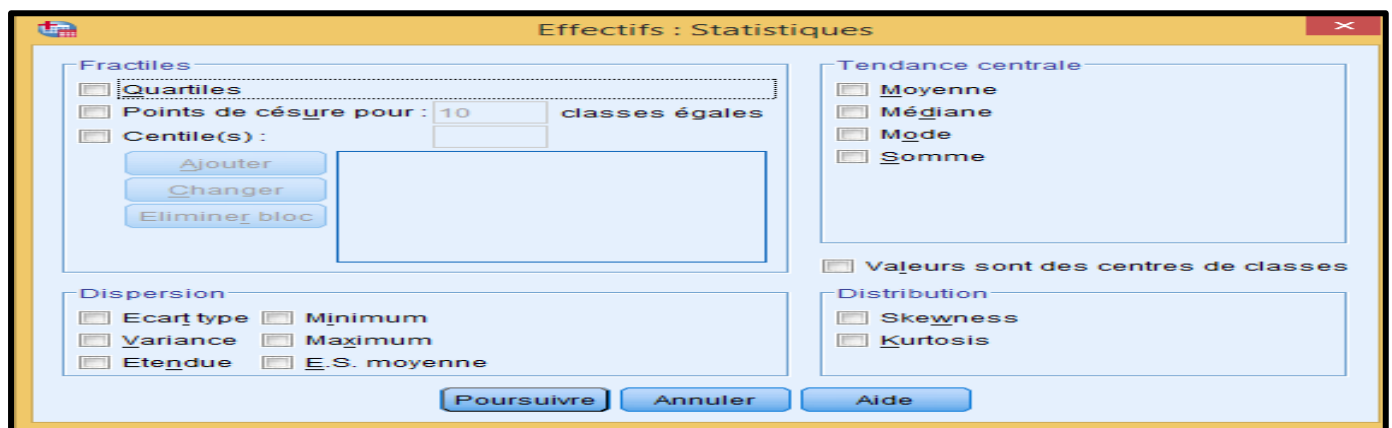 Effectifs : Statistiques
Fractiles
Quartiles
Points de césure pour : 10 classes égales
Centile(s) :
Ajouter
Changer
Eliminer bloc
Tendance centrale
Moyenne
Médiane
Mode
Somme
Valeurs sont des centres de classes
Dispersion
Ecart type Minimum
Variance Maximum
Etendue E.S. moyenne
Distribution
Skewness
Kurtosis
Poursuivre Annuler Aide